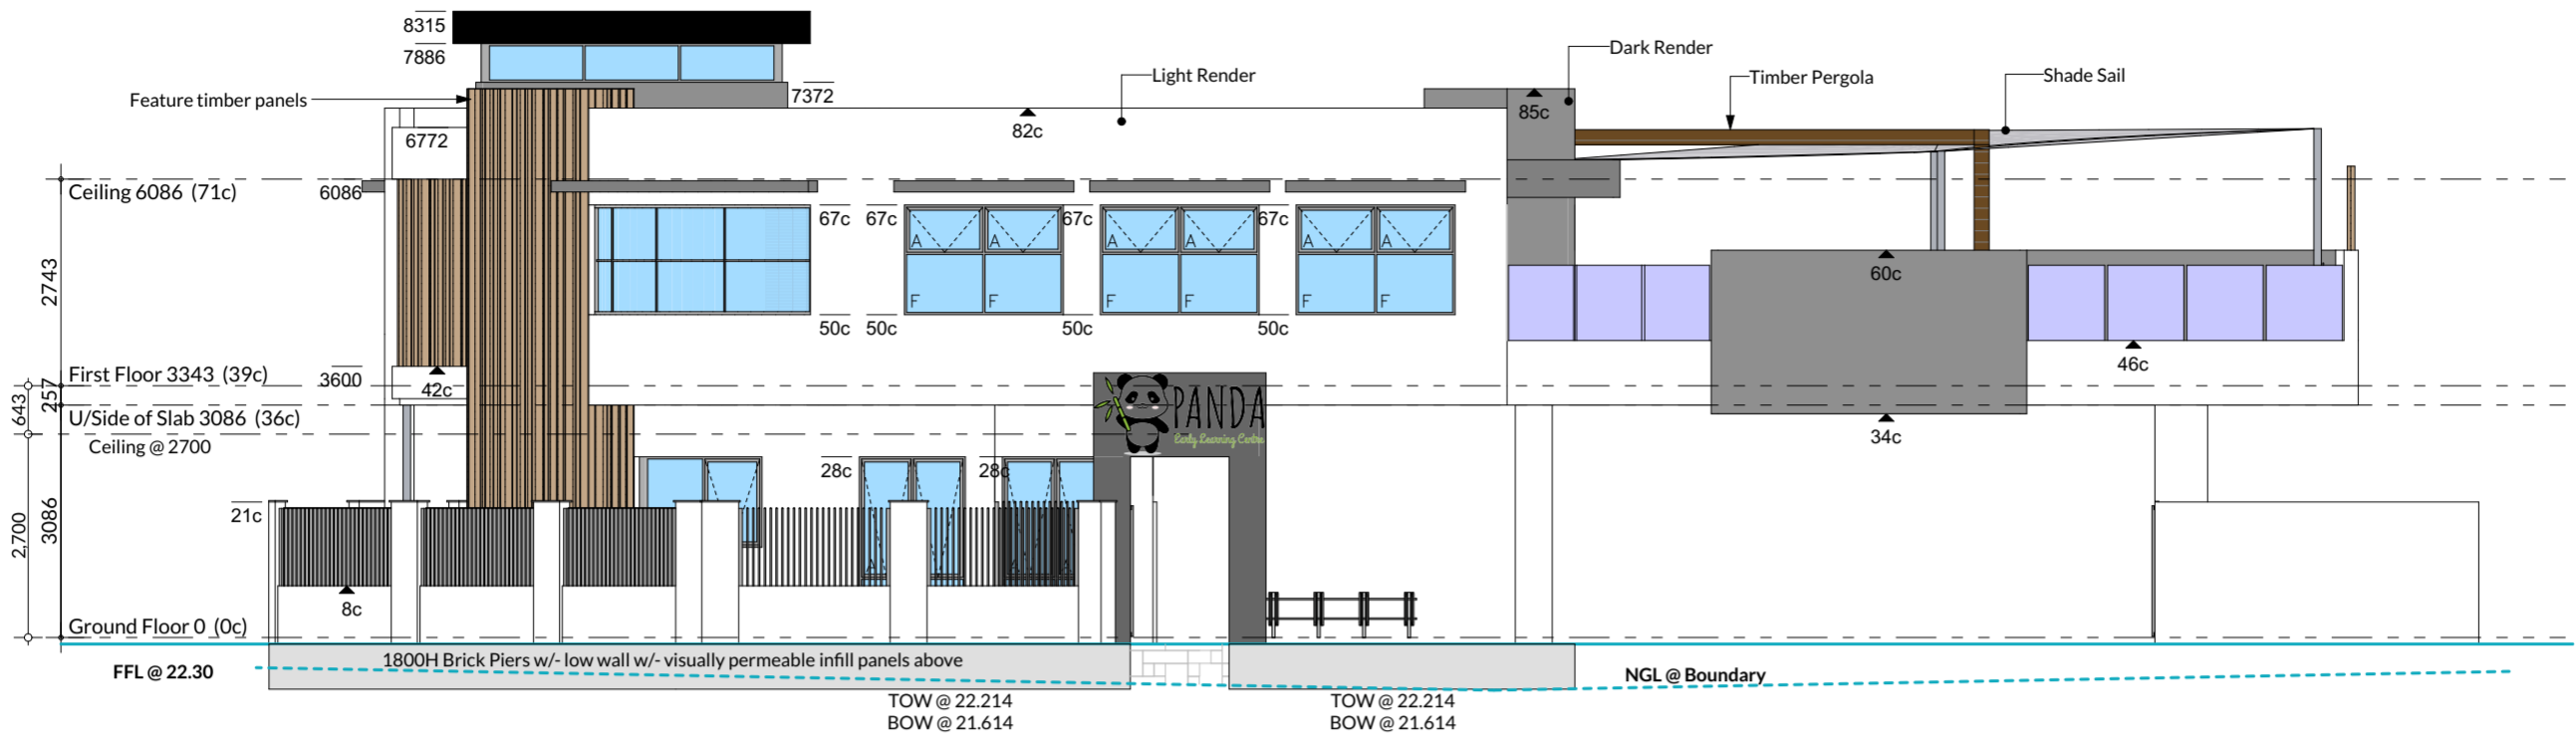 8315
7886
Feature timber panels
7372
6772
Light Render
82c
Dark Render
85c
Timber Pergola
Shade Sail
Ceiling 6086 (71c)
6086
67c
67c
67c
67c
A
A
A
A
A
A
F
F
F
F
F
F
50c
50c
50c
50c
60c
46c
34c
2743
First Floor 3343 (39c)
3600
42c
257
643
U/Side of Slab 3086 (36c)
Ceiling @ 2700
PANDA
Early Learning Centre
28c
28c
21c
2,700
3086
A
A
8c
Ground Floor 0 (0c)
1800H Brick Piers w/- low wall w/- visually permeable infill panels above
FFL @ 22.30
NGL @ Boundary
TOW @ 22.214
BOW @ 21.614
TOW @ 22.214
BOW @ 21.614